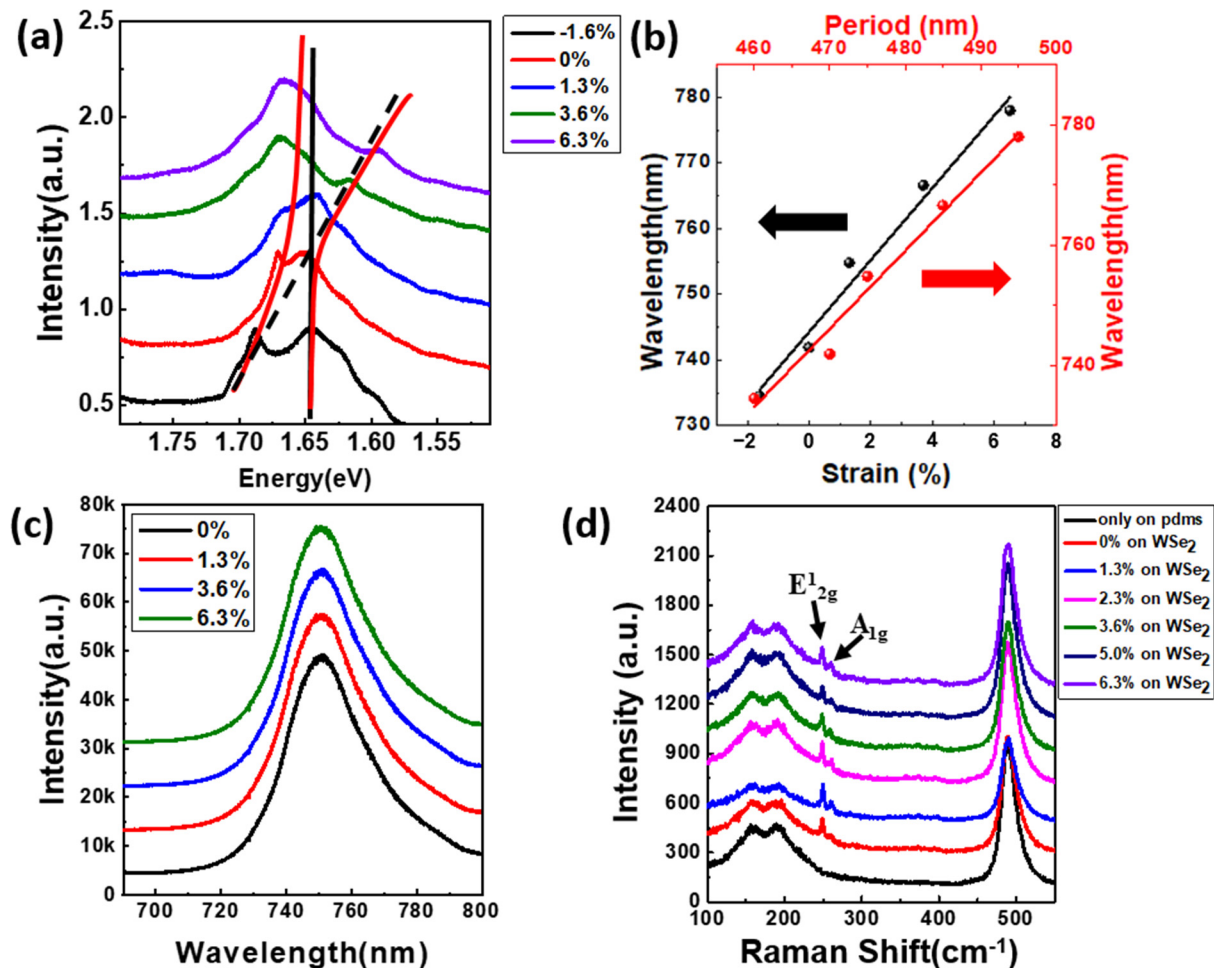 (a)
2.5
2.0
1.5
1.0
0.5
Intensity(a.u.)
1.75 1.70 1.65 1.60 1.55
Energy(eV)
-1.6%
0%
1.3%
3.6%
6.3%
(b)
Period (nm)
460 470 480 490 500
780
770
760
750
740
730
Wavelength(nm)
780
760
740
Wavelength(nm)
−2 0 2 4 6 8
Strain (%)
(c)
80k
70k
60k
50k
40k
30k
20k
10k
0
Intensity(a.u.)
0%
1.3%
3.6%
6.3%
700 720 740 760 780 800
Wavelength(nm)
(d)
2400
2100
1800
1500
1200
900
600
300
0
Intensity (a.u.)
E¹₂g
A₁g
100 200 300 400 500
Raman Shift(cm⁻¹)
only on pdms
0% on WSe₂
1.3% on WSe₂
2.3% on WSe₂
3.6% on WSe₂
5.0% on WSe₂
6.3% on WSe₂